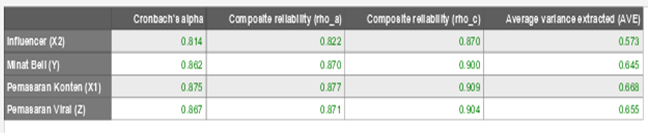 Cronbach's alpha Composite reliability (rho_a) Composite reliability (rho_c) Average variance extracted (AVE)
Influencer (X2) 0.814 0.822 0.870 0.573
Minat Beli (Y) 0.862 0.870 0.900 0.645
Pemasaran Konten (X1) 0.875 0.877 0.909 0.668
Pemasaran Viral (Z) 0.867 0.871 0.904 0.655